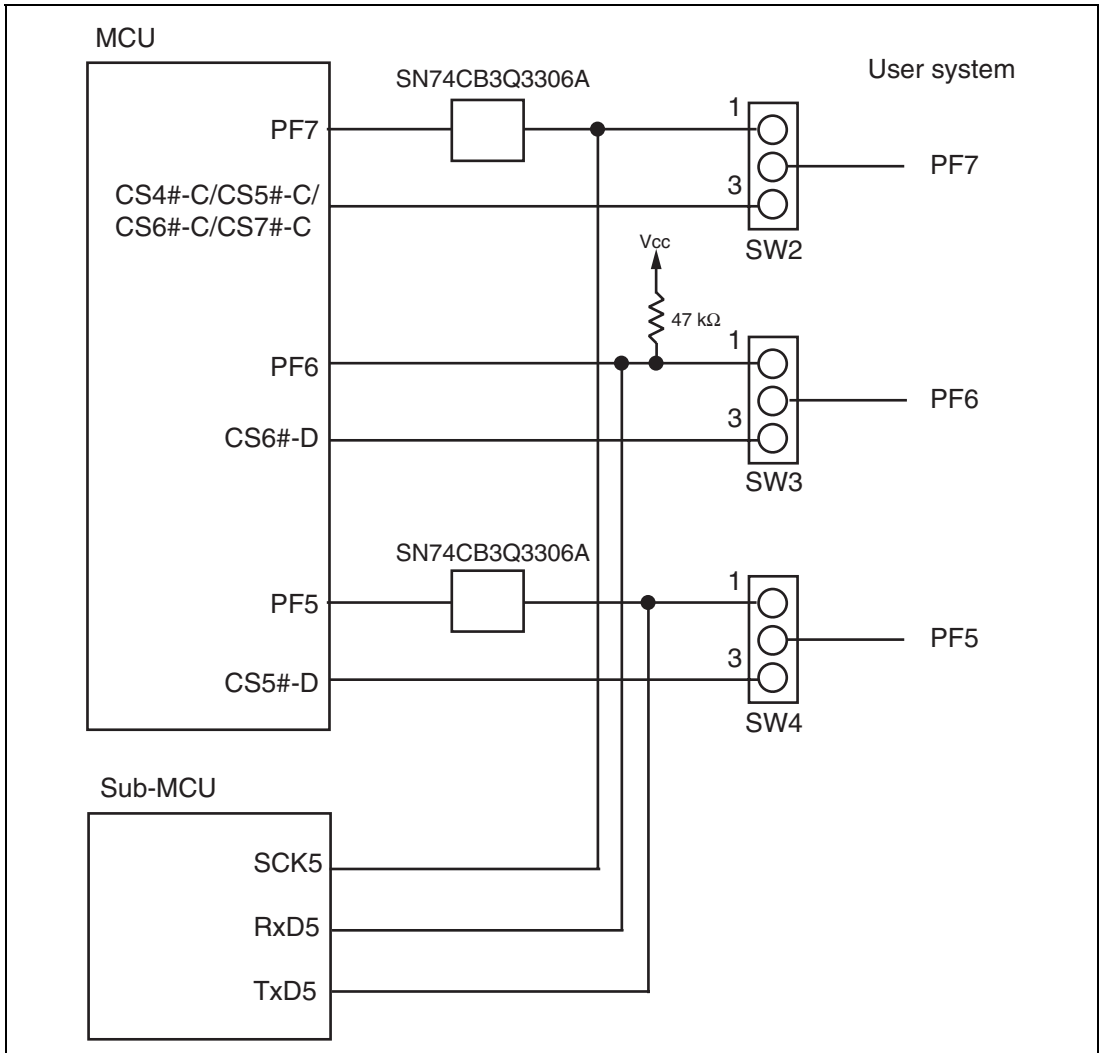 MCU
User system
SN74CB3Q3306A
PF7
1
PF7
CS4#-C/CS5#-C/
CS6#-C/CS7#-C
3
SW2
Vcc
47 kΩ
PF6
1
PF6
CS6#-D
3
SW3
SN74CB3Q3306A
PF5
1
PF5
CS5#-D
3
SW4
Sub-MCU
SCK5
RxD5
TxD5